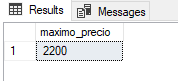 Results Messages
maximo_precio
1 2200